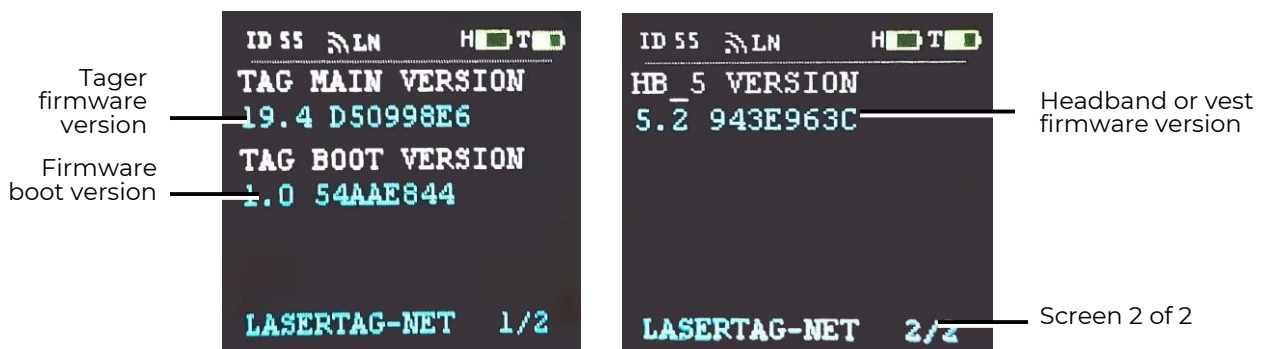 Tager
firmware
version
Firmware
boot version
ID 55 LN H T
TAG MAIN VERSION
19.4 D50998E6
TAG BOOT VERSION
1.0 54AAE844
LASERTAG-NET 1/2
ID 55 LN H T
HB_5 VERSION
5.2 943E963C
LASERTAG-NET 2/2
Headband or vest
firmware version
Screen 2 of 2